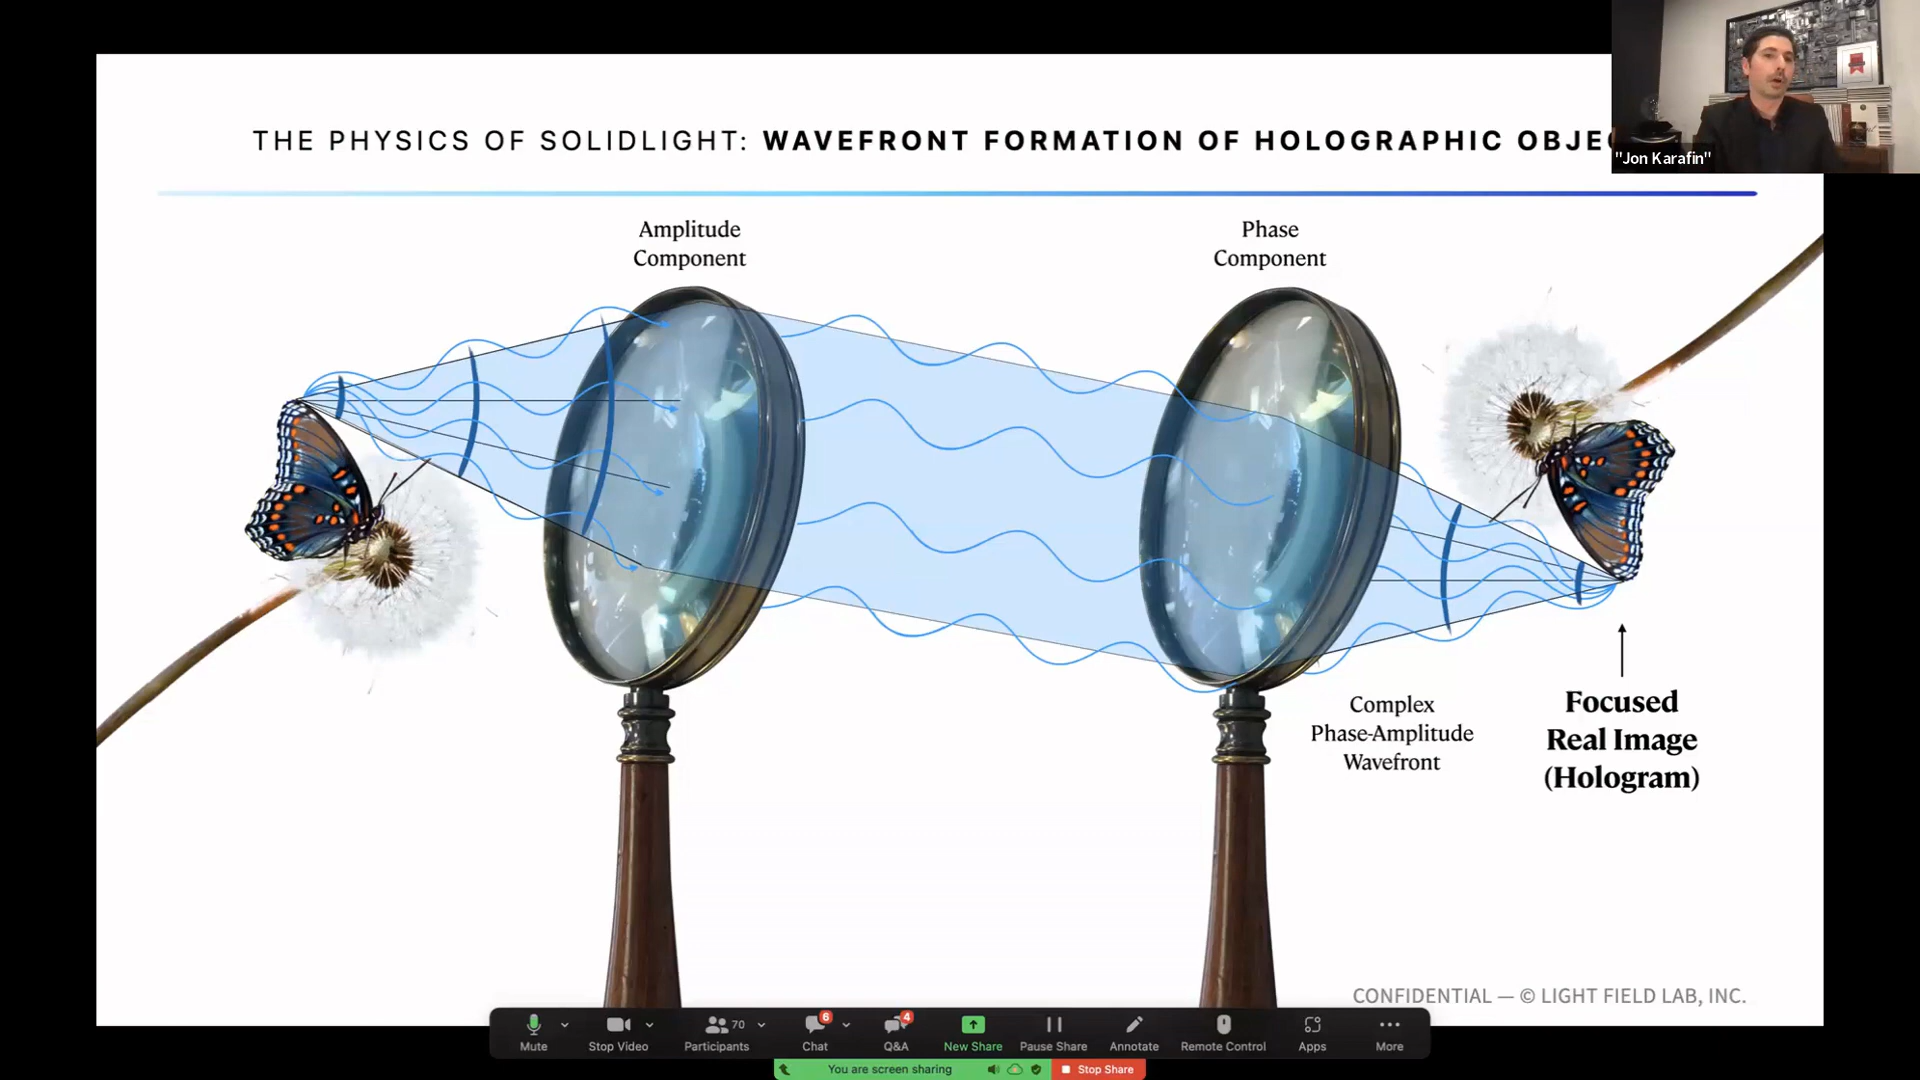 THE PHYSICS OF SOLIDLIGHT: WAVEFRONT FORMATION OF HOLOGRAPHIC OBJEC
"Jon Karafin"
Amplitude
Component
Phase
Component
Complex
Phase-Amplitude
Wavefront
Focused
Real Image
(Hologram)
CONFIDENTIAL — © LIGHT FIELD LAB, INC.
Mute
Stop Video
70
Participants
6
Chat
4
Q&A
New Share
Pause Share
Annotate
Remote Control
Apps
More
You are screen sharing
Stop Share